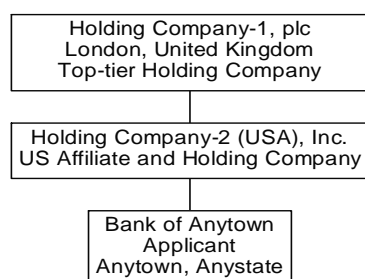 Holding Company-1, plc
London, United Kingdom
Top-tier Holding Company
Holding Company-2 (USA), Inc.
US Affiliate and Holding Company
Bank of Anytown
Applicant
Anytown, Anystate